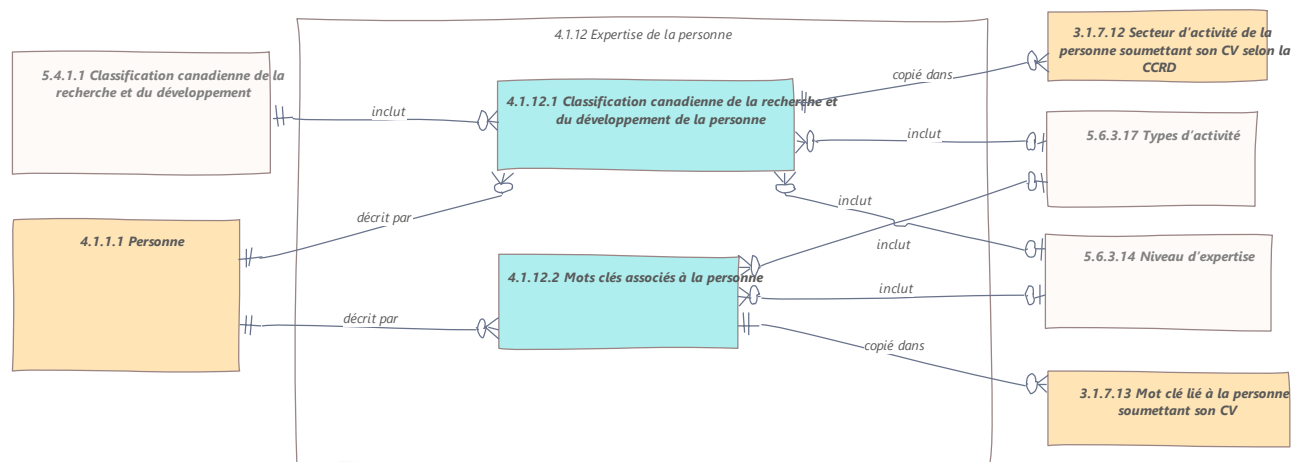 4.1.12 Expertise de la personne
5.4.1.1 Classification canadienne de la
recherche et du développement
inclut
4.1.12.1 Classification canadienne de la recherche et
du développement de la personne
copié dans
3.1.7.12 Secteur d'activité de la
personne soumettant son CV selon la
CCRD
inclut
5.6.3.17 Types d'activité
4.1.1.1 Personne
décrit par
inclut
inclut
5.6.3.14 Niveau d'expertise
4.1.12.2 Mots clés associés à la personne
inclut
décrit par
copié dans
3.1.7.13 Mot clé lié à la personne
soumettant son CV